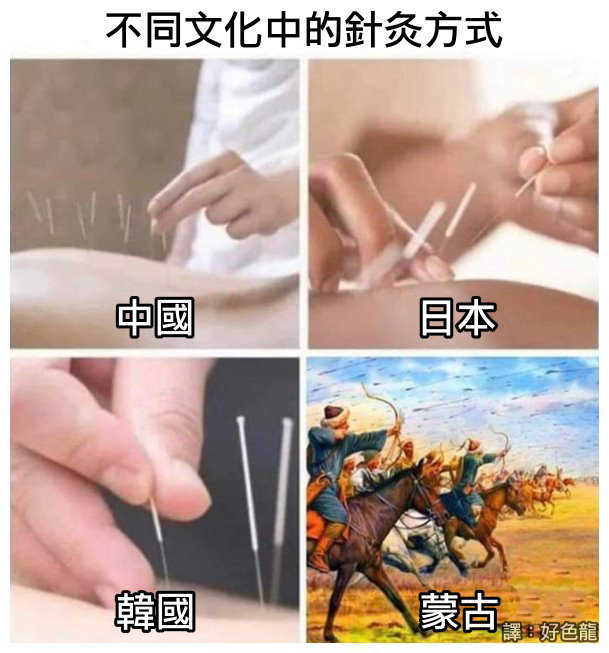 不同文化中的針灸方式
中國
日本
韓國
蒙古
譯：好色龍